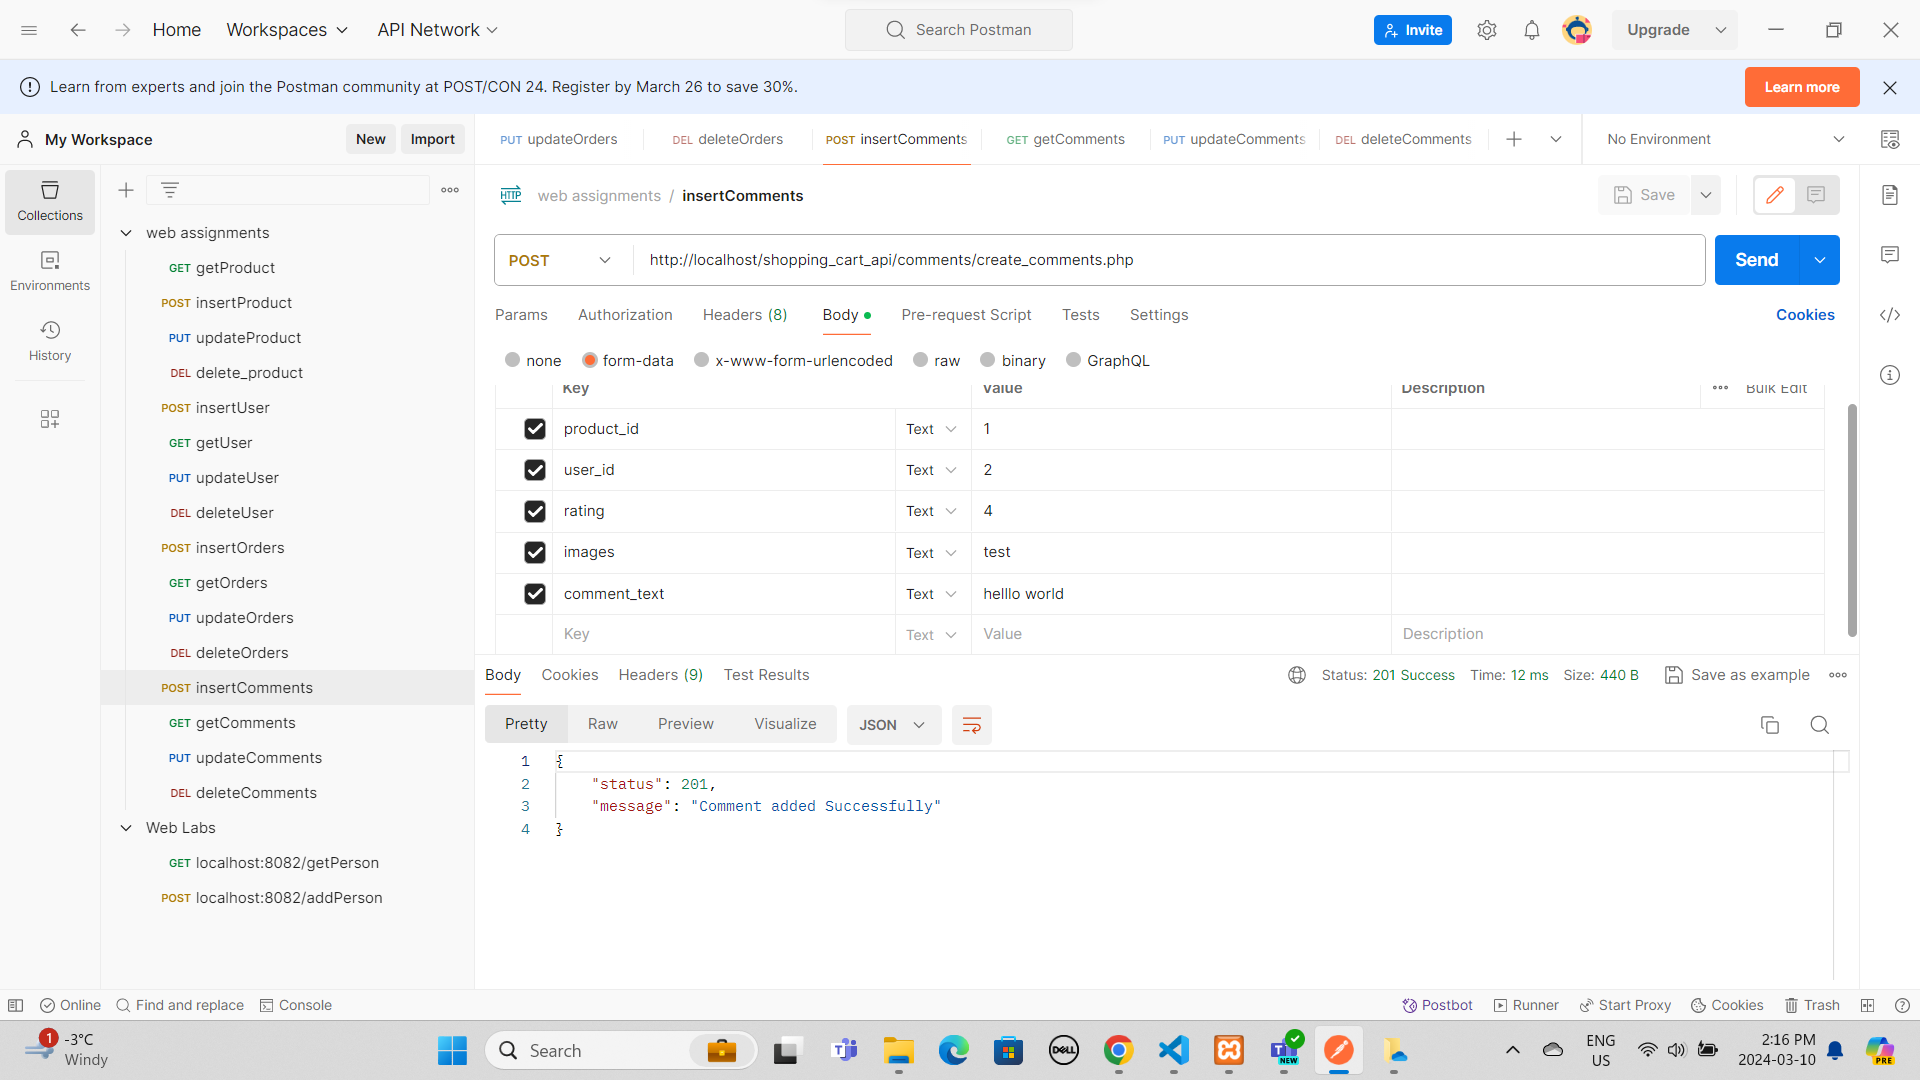 Home Workspaces API Network Search Postman Invite Upgrade
Learn from experts and join the Postman community at POST/CON 24. Register by March 26 to save 30%. Learn more
My Workspace New Import
PUT updateOrders DEL deleteOrders POST insertComments GET getComments PUT updateComments DEL deleteComments No Environment
Collections
Environments
History
web assignments
GET getProduct
POST insertProduct
PUT updateProduct
DEL delete_product
POST insertUser
GET getUser
PUT updateUser
DEL deleteUser
POST insertOrders
GET getOrders
PUT updateOrders
DEL deleteOrders
POST insertComments
GET getComments
PUT updateComments
DEL deleteComments
Web Labs
GET localhost:8082/getPerson
POST localhost:8082/addPerson
HTTP web assignments / insertComments Save
POST http://localhost/shopping_cart_api/comments/create_comments.php Send
Params Authorization Headers (8) Body Pre-request Script Tests Settings Cookies
none form-data x-www-form-urlencoded raw binary GraphQL
Key Value Description Bulk Edit
product_id Text 1
user_id Text 2
rating Text 4
images Text test
comment_text Text helllo world
Key Text Value Description
Body Cookies Headers (9) Test Results Status: 201 Success Time: 12 ms Size: 440 B Save as example
Pretty Raw Preview Visualize JSON
1 {
2 "status": 201,
3 "message": "Comment added Successfully"
4 }
Online Find and replace Console Postbot Runner Start Proxy Cookies Trash
1 -3°C
Windy
Search
DELL
NEW
ENG
US
2:16 PM
2024-03-10
PRE